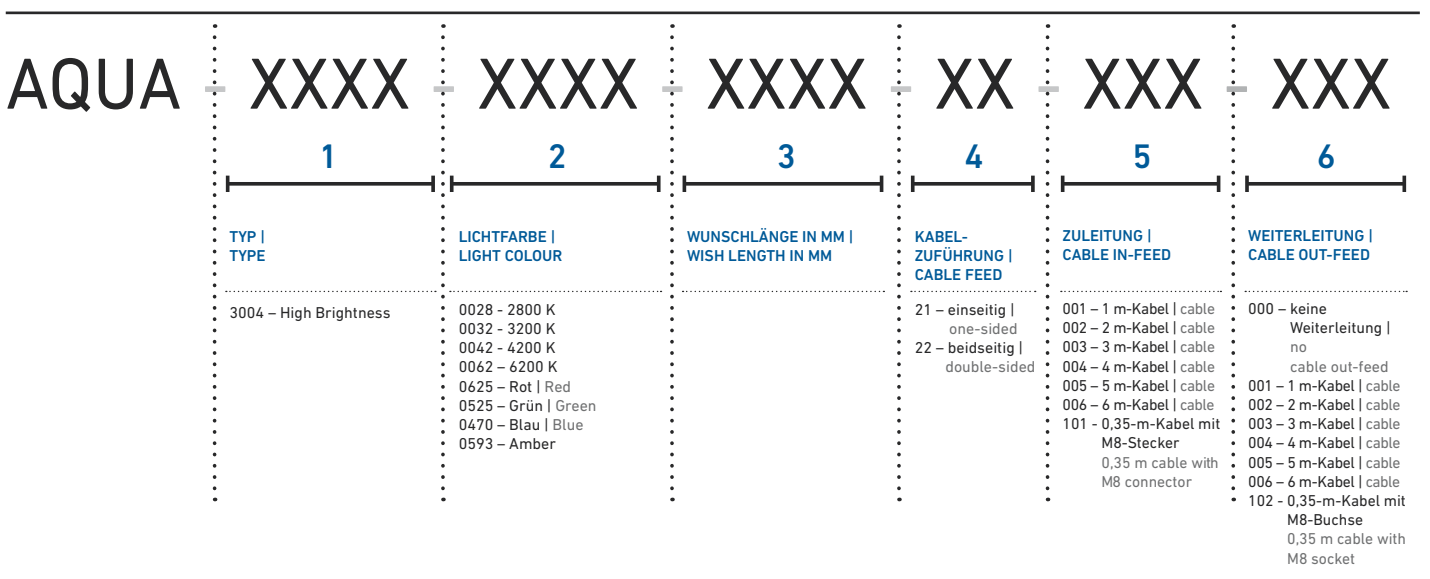 AQUA - XXXX - XXXX - XXXX - XX - XXX - XXX
1
2
3
4
5
6
TYP |
TYPE
3004 – High Brightness
LICHTFARBE |
LIGHT COLOUR
0028 - 2800 K
0032 - 3200 K
0042 - 4200 K
0062 – 6200 K
0625 – Rot | Red
0525 – Grün | Green
0470 – Blau | Blue
0593 – Amber
WUNSCHLÄNGE IN MM |
WISH LENGTH IN MM
KABEL-
ZUFÜHRUNG |
CABLE FEED
21 – einseitig |
one-sided
22 – beidseitig |
double-sided
ZULEITUNG |
CABLE IN-FEED
001 – 1 m-Kabel | cable
002 – 2 m-Kabel | cable
003 – 3 m-Kabel | cable
004 – 4 m-Kabel | cable
005 – 5 m-Kabel | cable
006 – 6 m-Kabel | cable
101 - 0,35-m-Kabel mit
M8-Stecker
0,35 m cable with
M8 connector
WEITERLEITUNG |
CABLE OUT-FEED
000 – keine
Weiterleitung |
no
cable out-feed
001 – 1 m-Kabel | cable
002 – 2 m-Kabel | cable
003 – 3 m-Kabel | cable
004 – 4 m-Kabel | cable
005 – 5 m-Kabel | cable
006 – 6 m-Kabel | cable
102 - 0,35-m-Kabel mit
M8-Buchse
0,35 m cable with
M8 socket